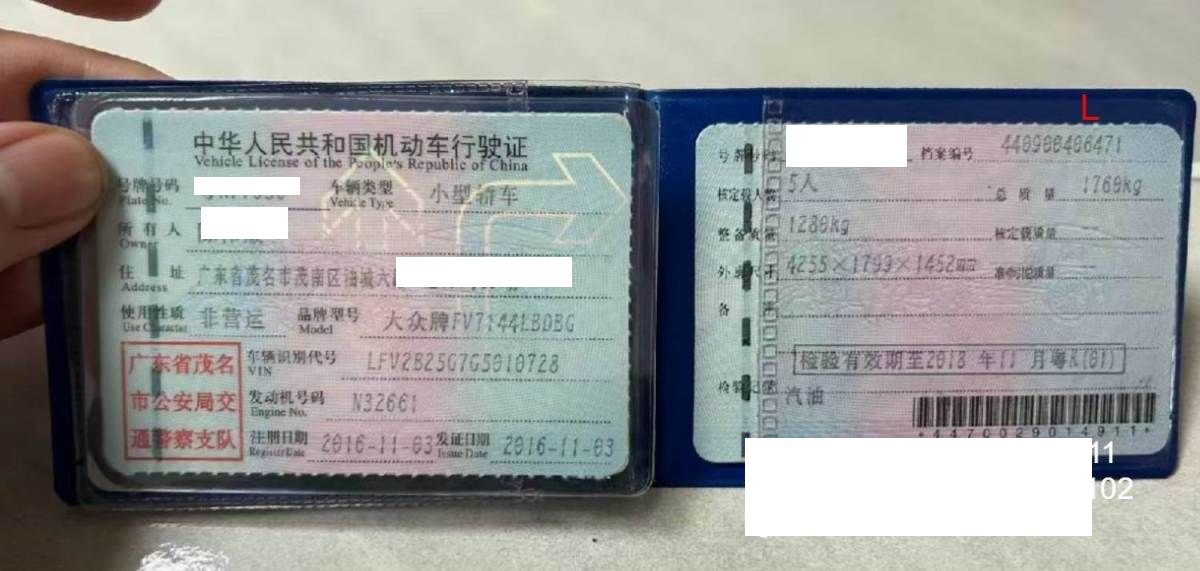 中华人民共和国机动车行驶证
Vehicle License of the People's Republic of China
号牌号码
Plate No.
车辆类型 小型轿车
Vehicle Type
所有人
Owner
住址 广东省茂名市茂南区油城六
Address
使用性质 非营运
Use Character
品牌型号 大众牌FV7144LBDBG
Model
广东省茂名
市公安局交
通警察支队
车辆识别代号 LFV2B25G7G5010728
VIN
发动机号码 N32661
Engine No.
注册日期 2016-11-03
Register Date
发证日期 2016-11-03
Issue Date
L
号牌号码
档案编号 440900406471
核定载人数 5人
总质量 1760kg
整备质量 1280kg
核定载质量 --
外廓尺寸 4255×1793×1452mm
准牵引总质量 --
备注
检验有效期至2018年11月粤K(01)
检验记录
汽油
*4470029014911*
11
102